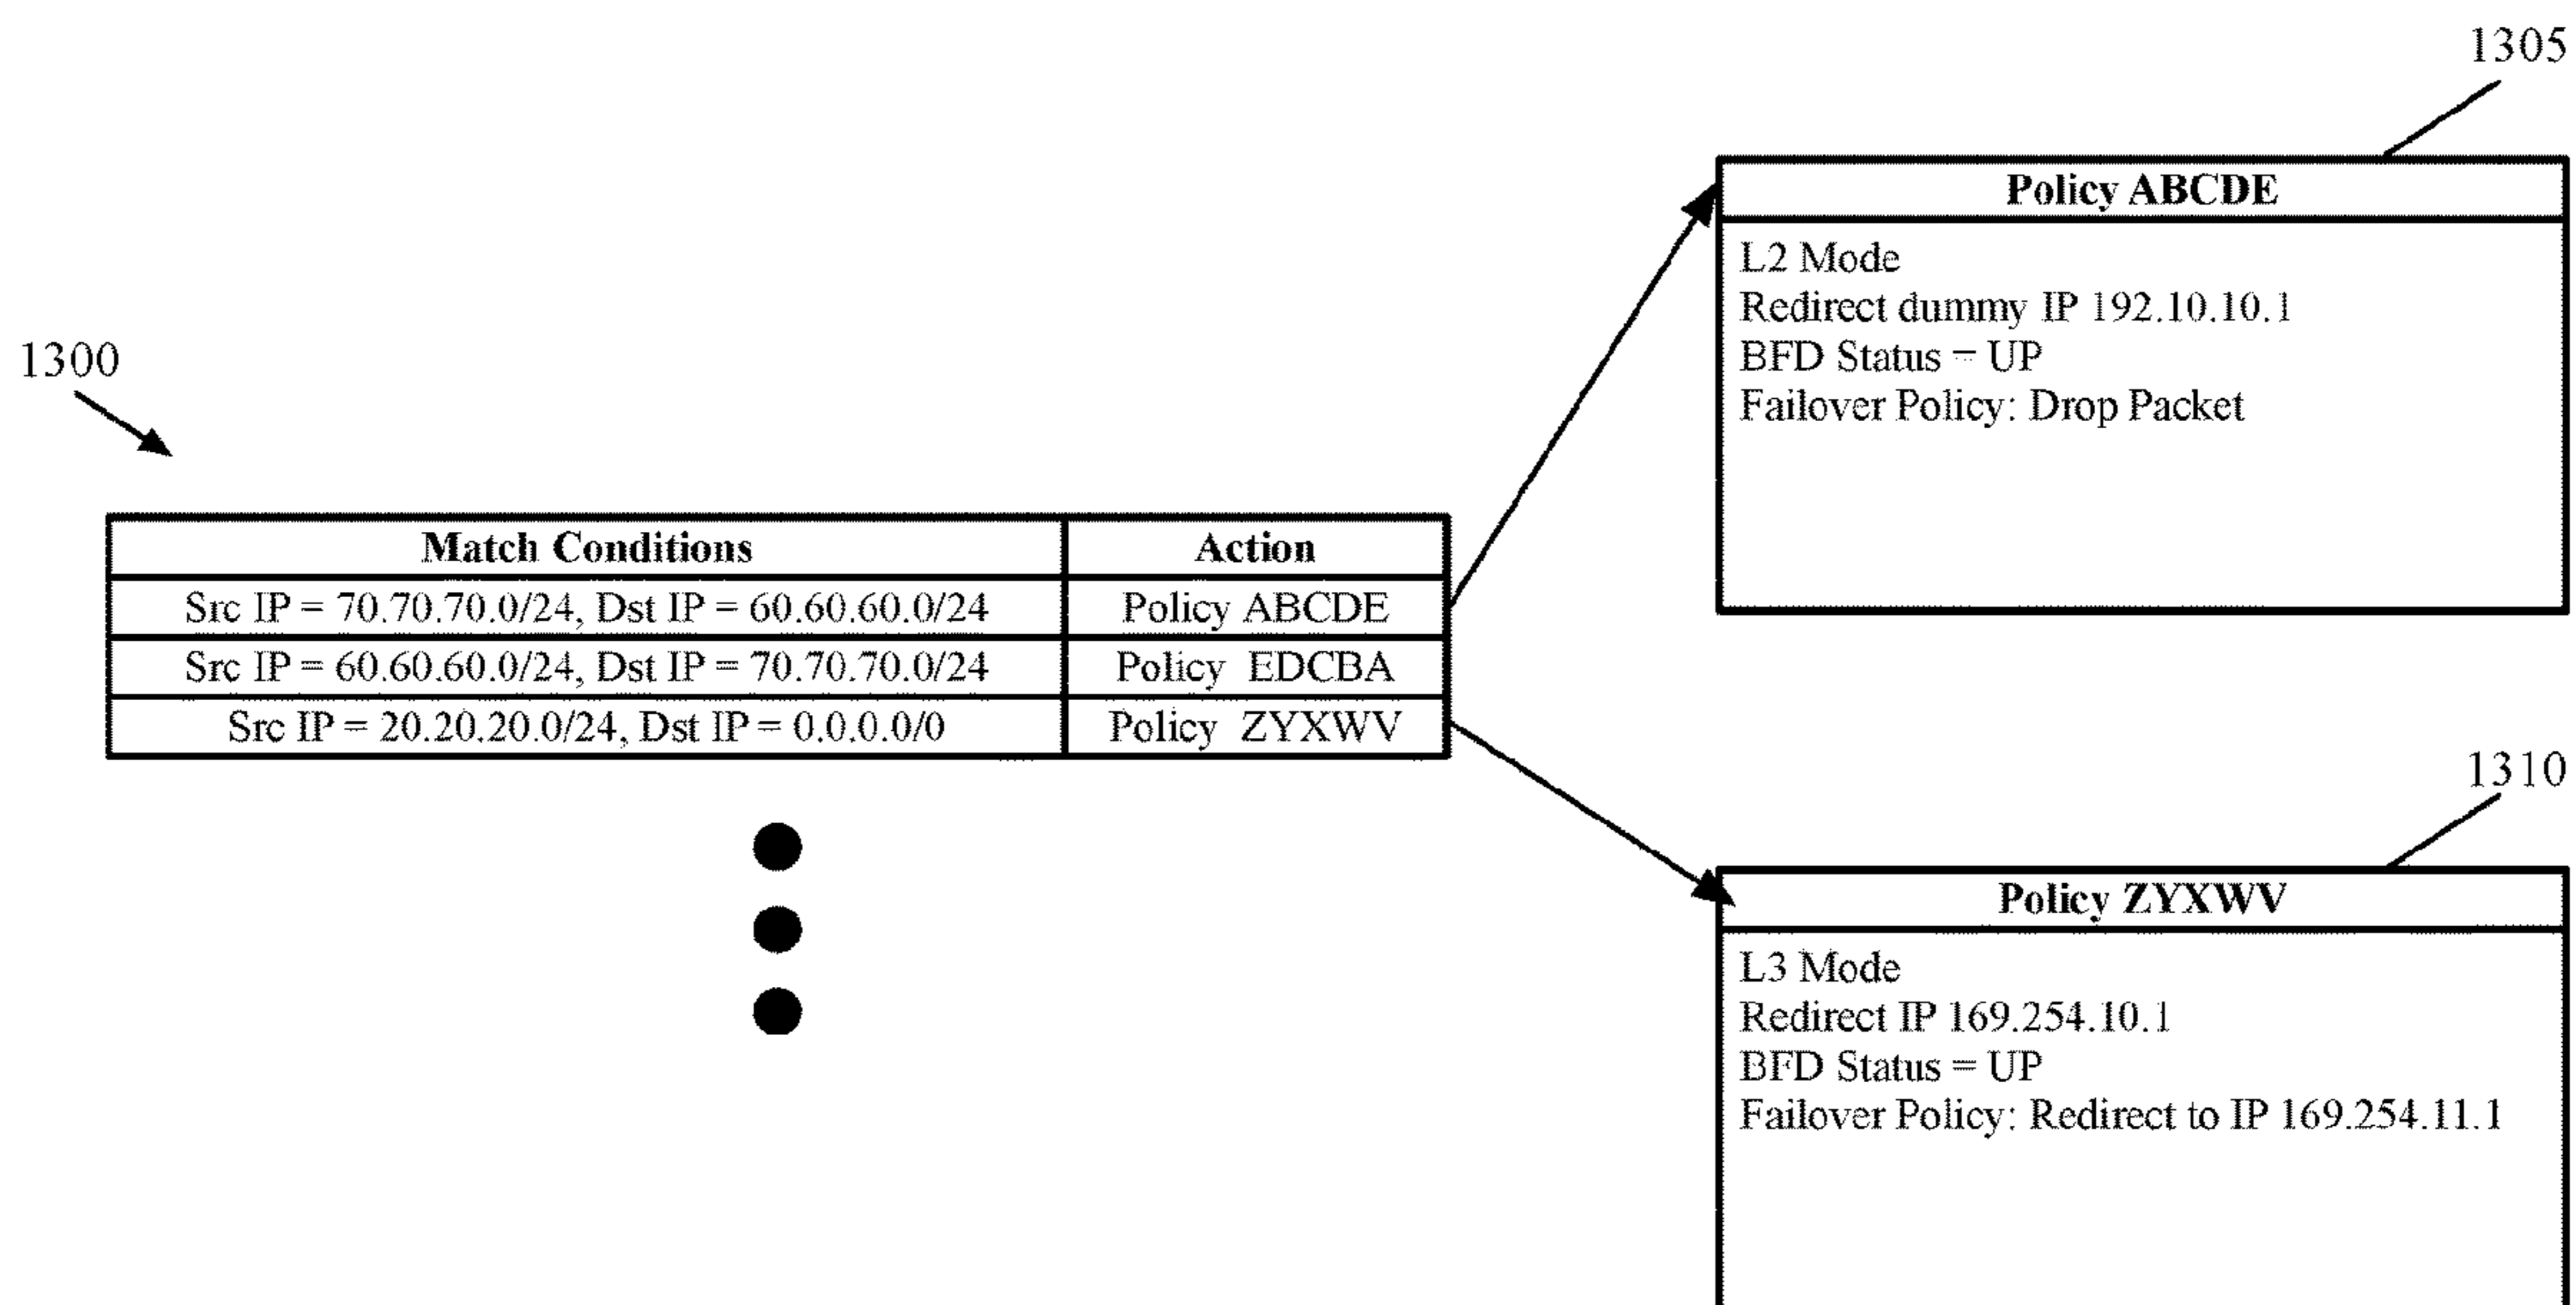 1305
Policy ABCDE
L2 Mode
Redirect dummy IP 192.10.10.1
BFD Status = UP
Failover Policy: Drop Packet
1300
Match Conditions Action
Src IP = 70.70.70.0/24, Dst IP = 60.60.60.0/24 Policy ABCDE
Src IP = 60.60.60.0/24, Dst IP = 70.70.70.0/24 Policy EDCBA
Src IP = 20.20.20.0/24, Dst IP = 0.0.0.0/0 Policy ZYXWV
1310
Policy ZYXWV
L3 Mode
Redirect IP 169.254.10.1
BFD Status = UP
Failover Policy: Redirect to IP 169.254.11.1